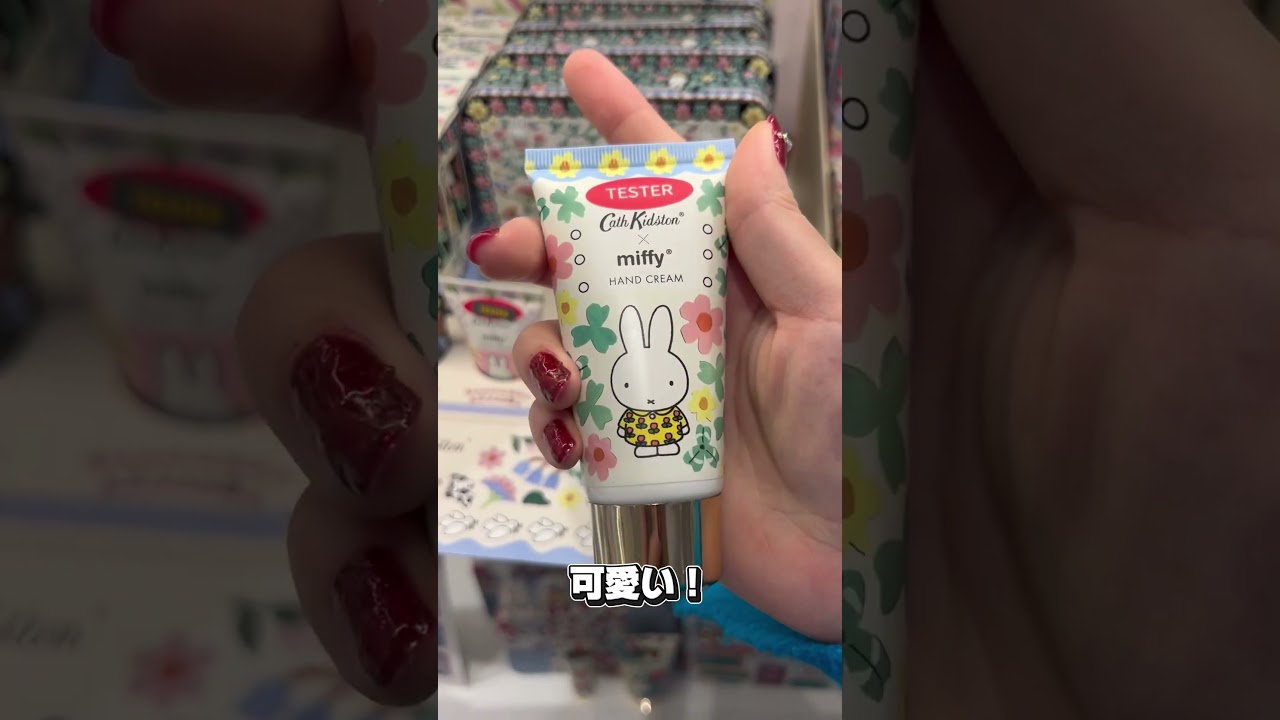 TESTER
Cath Kidston®
×
miffy®
HAND CREAM
可愛い！